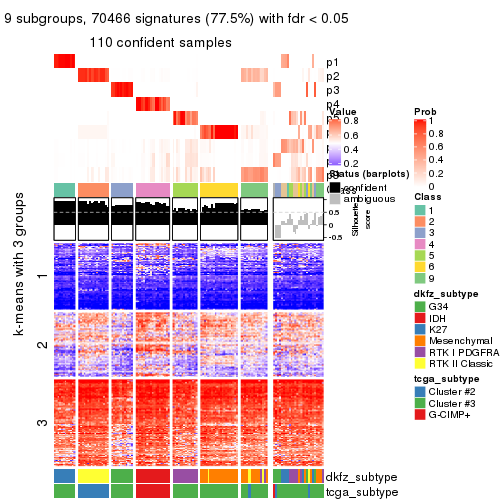 9 subgroups, 70466 signatures (77.5%) with fdr < 0.05
110 confident samples
p1
p2
p3
p4
Value
0.8
0.6
0.4
0.2
Status (barplots)
confident
ambiguous
0.5
0
-0.5
Silhouette
score
Prob
1
0.8
0.6
0.4
0.2
0
Class
1
2
3
4
5
6
9
dkfz_subtype
G34
IDH
K27
Mesenchymal
RTK I PDGFRA
RTK II Classic
tcga_subtype
Cluster #2
Cluster #3
G-CIMP+
k-means with 3 groups
1
2
3
dkfz_subtype
tcga_subtype